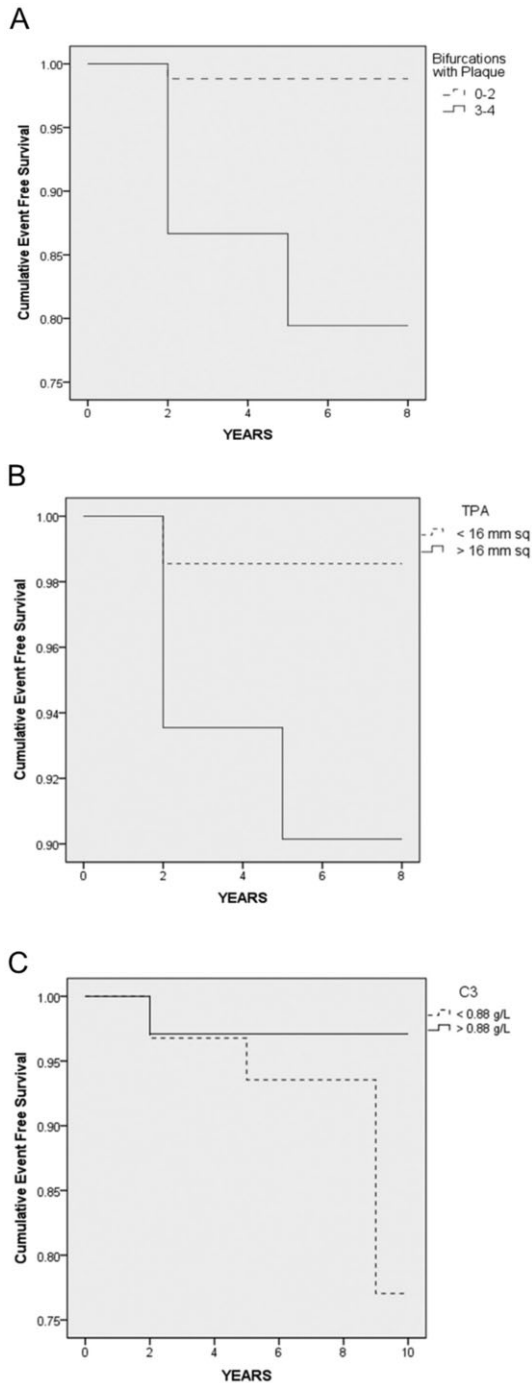 A
Bifurcations
with Plaque
0-2
3-4
1.00
0.95
0.90
0.85
0.80
0.75
Cumulative Event Free Survival
0 2 4 6 8
YEARS
B
TPA
< 16 mm sq
> 16 mm sq
1.00
0.98
0.96
0.94
0.92
0.90
Cumulative Event Free Survival
0 2 4 6 8
YEARS
C
C3
< 0.88 g/L
> 0.88 g/L
1.00
0.95
0.90
0.85
0.80
0.75
Cumulative Event Free Survival
0 2 4 6 8 10
YEARS